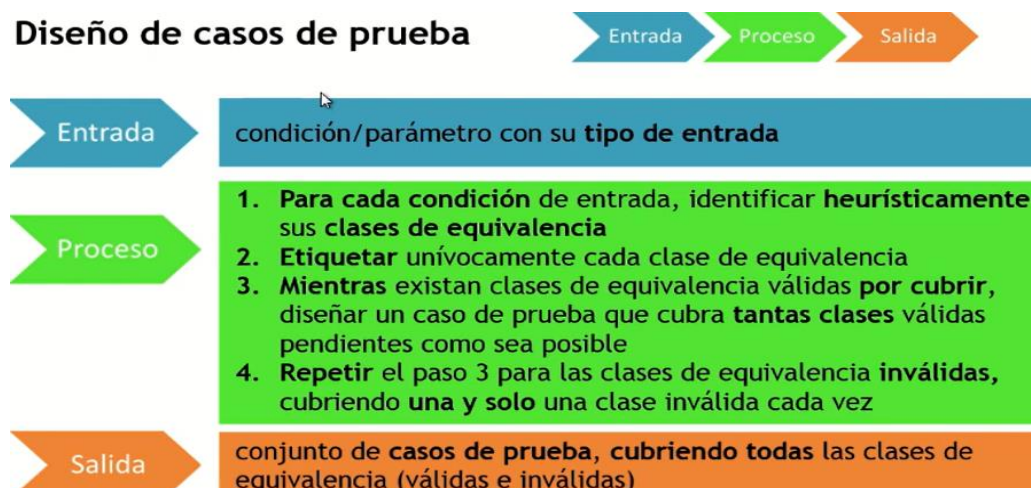 Diseño de casos de prueba
Entrada
Proceso
Salida
Entrada
condición/parámetro con su tipo de entrada
Proceso
1. Para cada condición de entrada, identificar heurísticamente
sus clases de equivalencia
2. Etiquetar unívocamente cada clase de equivalencia
3. Mientras existan clases de equivalencia válidas por cubrir,
diseñar un caso de prueba que cubra tantas clases válidas
pendientes como sea posible
4. Repetir el paso 3 para las clases de equivalencia inválidas,
cubriendo una y solo una clase inválida cada vez
Salida
conjunto de casos de prueba, cubriendo todas las clases de
equivalencia (válidas e inválidas)